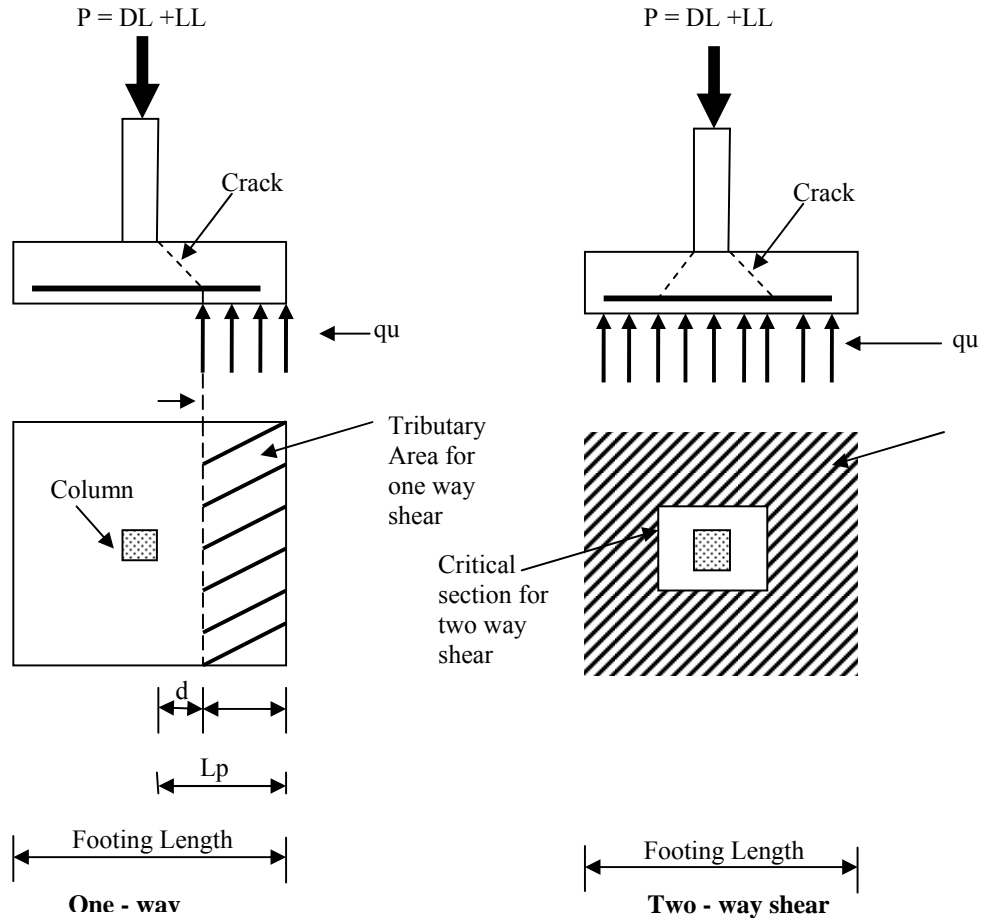 P = DL +LL
Crack
qu
Tributary
Area for
one way
shear
Column
d
Lp
Footing Length
One - way
P = DL +LL
Crack
qu
Critical
section for
two way
shear
Footing Length
Two - way shear